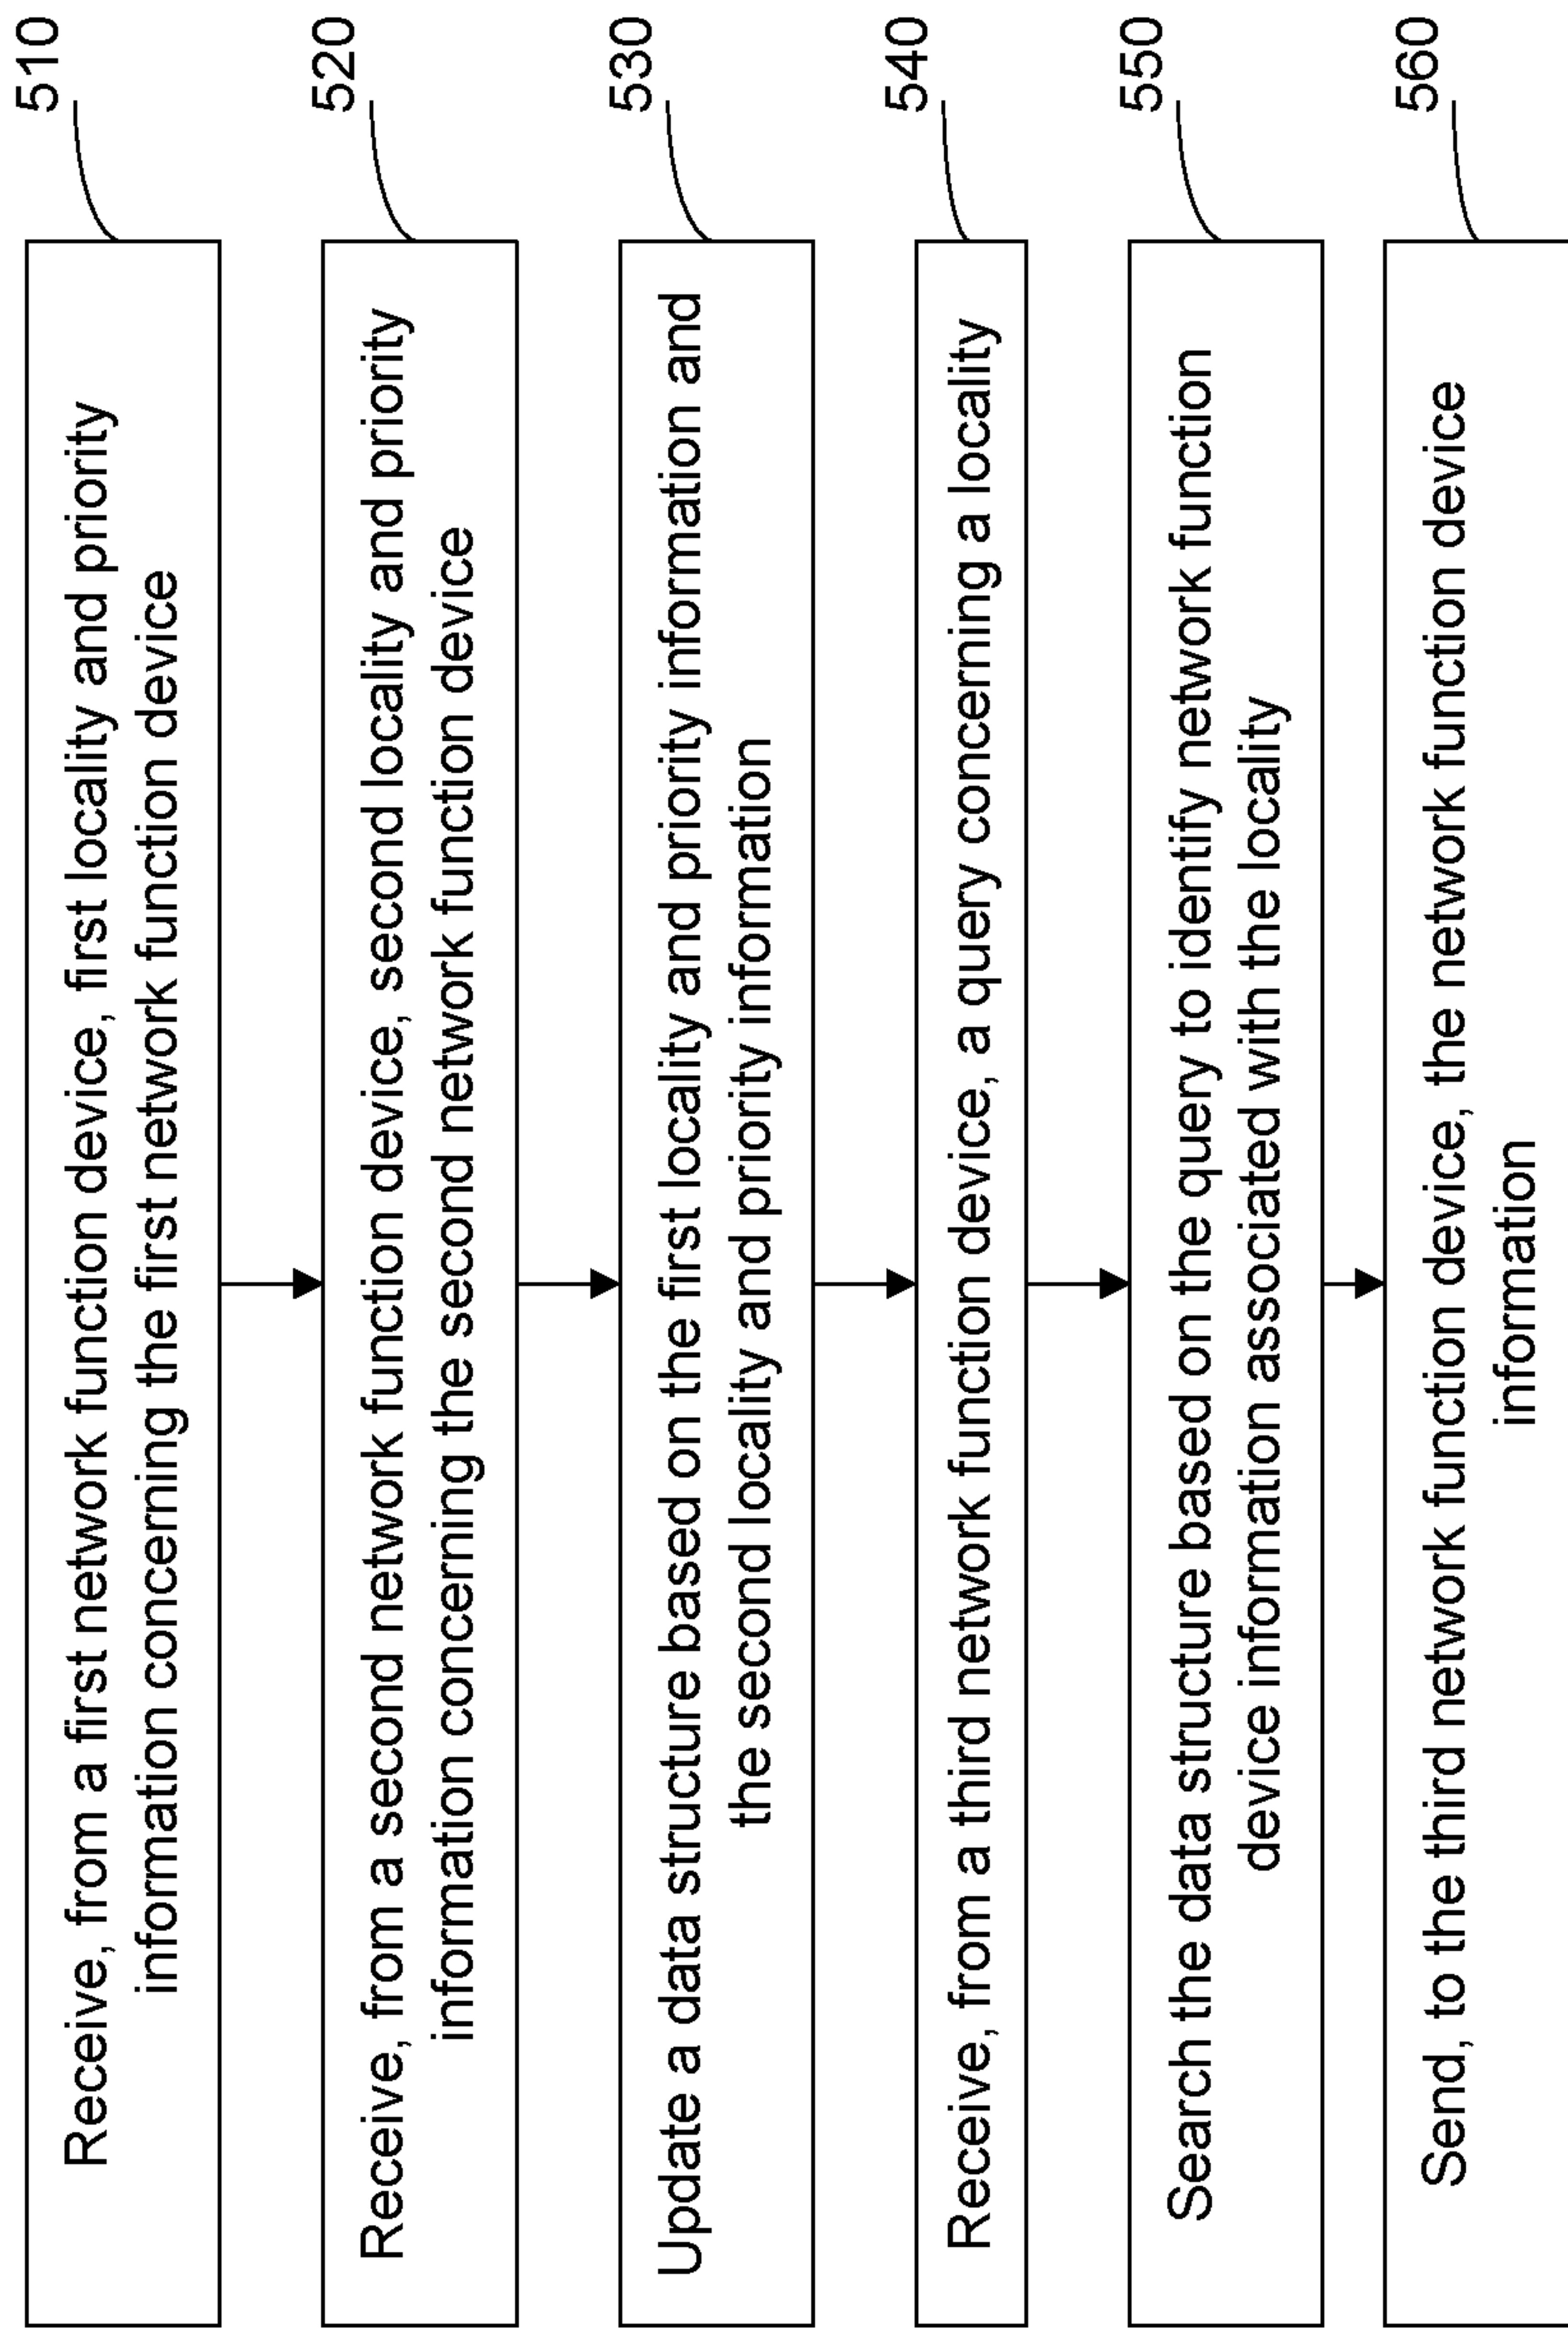 510
Receive, from a first network function device, first locality and priority
information concerning the first network function device
520
Receive, from a second network function device, second locality and priority
information concerning the second network function device
530
Update a data structure based on the first locality and priority information and
the second locality and priority information
540
Receive, from a third network function device, a query concerning a locality
550
Search the data structure based on the query to identify network function
device information associated with the locality
560
Send, to the third network function device, the network function device
information